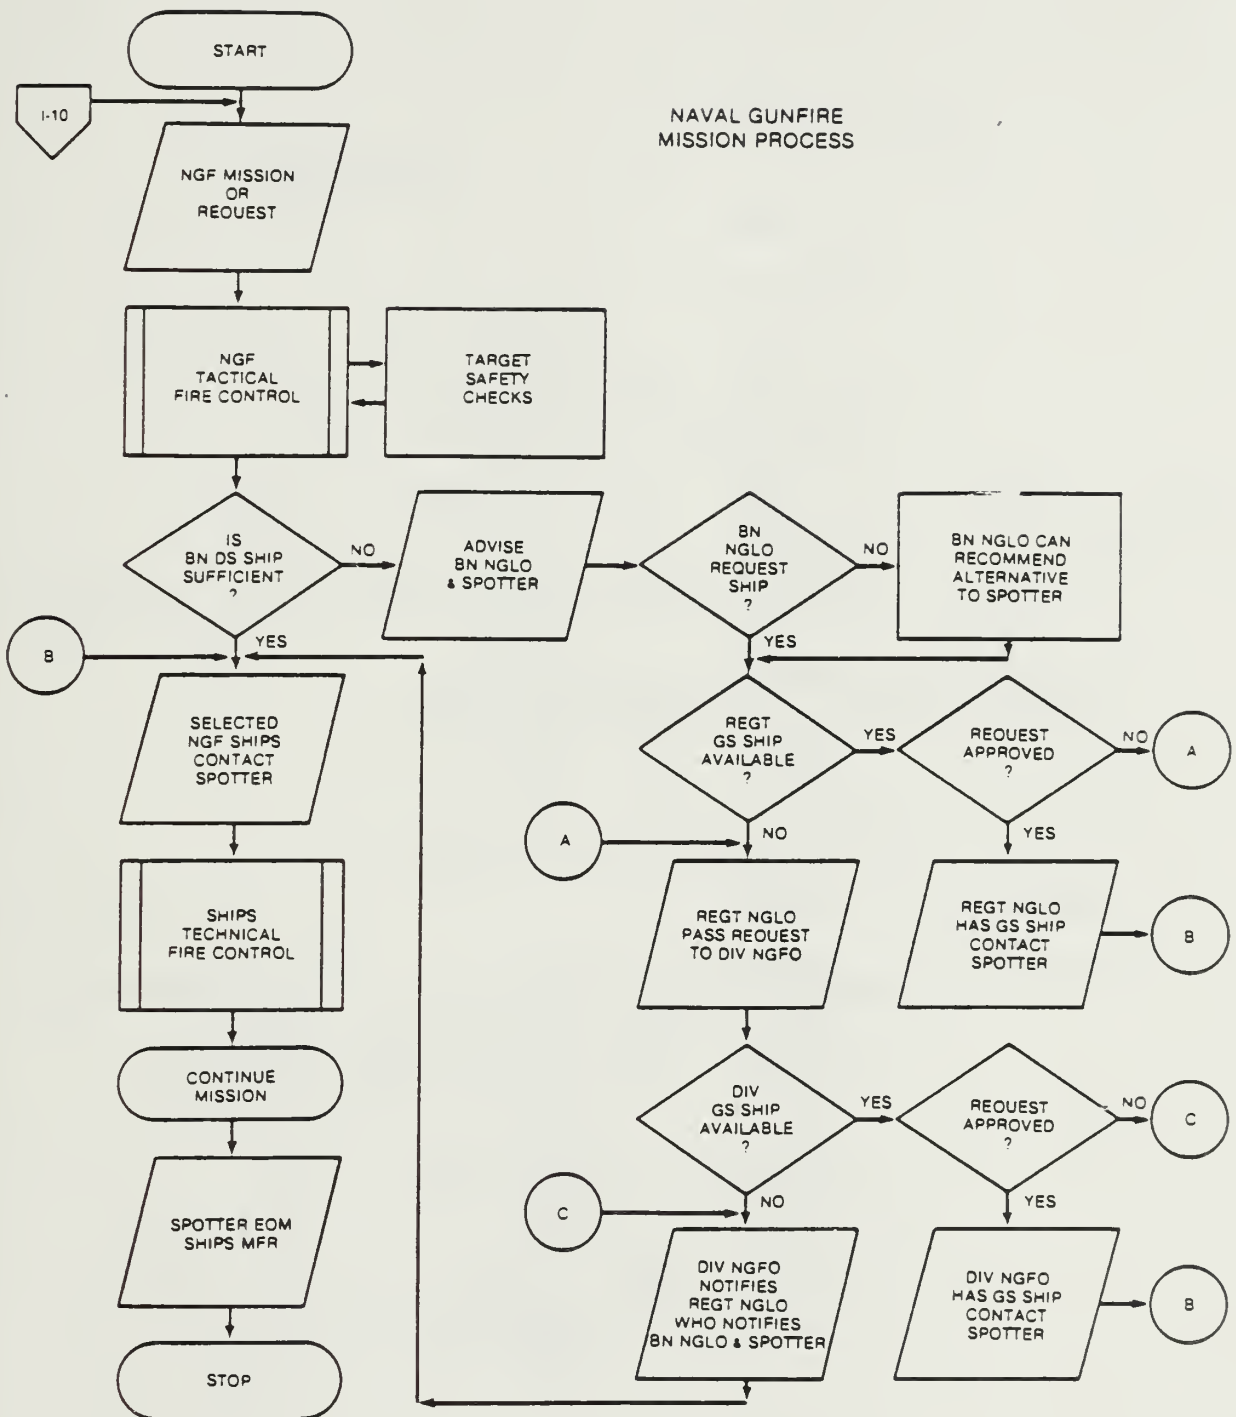 START
I-10
NAVAL GUNFIRE
MISSION PROCESS
NGF MISSION
OR
REQUEST
NGF
TACTICAL
FIRE CONTROL
TARGET
SAFETY
CHECKS
IS
BN DS SHIP
SUFFICIENT
?
NO
ADVISE
BN NGLO
& SPOTTER
BN
NGLO
REQUEST
SHIP
?
NO
BN NGLO CAN
RECOMMEND
ALTERNATIVE
TO SPOTTER
YES
YES
B
SELECTED
NGF SHIPS
CONTACT
SPOTTER
REGT
GS SHIP
AVAILABLE
?
YES
REQUEST
APPROVED
?
NO
A
NO
YES
A
SHIPS
TECHNICAL
FIRE CONTROL
REGT NGLO
PASS REQUEST
TO DIV NGFO
REGT NGLO
HAS GS SHIP
CONTACT
SPOTTER
B
CONTINUE
MISSION
DIV
GS SHIP
AVAILABLE
?
YES
REQUEST
APPROVED
?
NO
C
NO
YES
C
SPOTTER EOM
SHIPS MFR
DIV NGFO
NOTIFIES
REGT NGLO
WHO NOTIFIES
BN NGLO & SPOTTER
DIV NGFO
HAS GS SHIP
CONTACT
SPOTTER
B
STOP